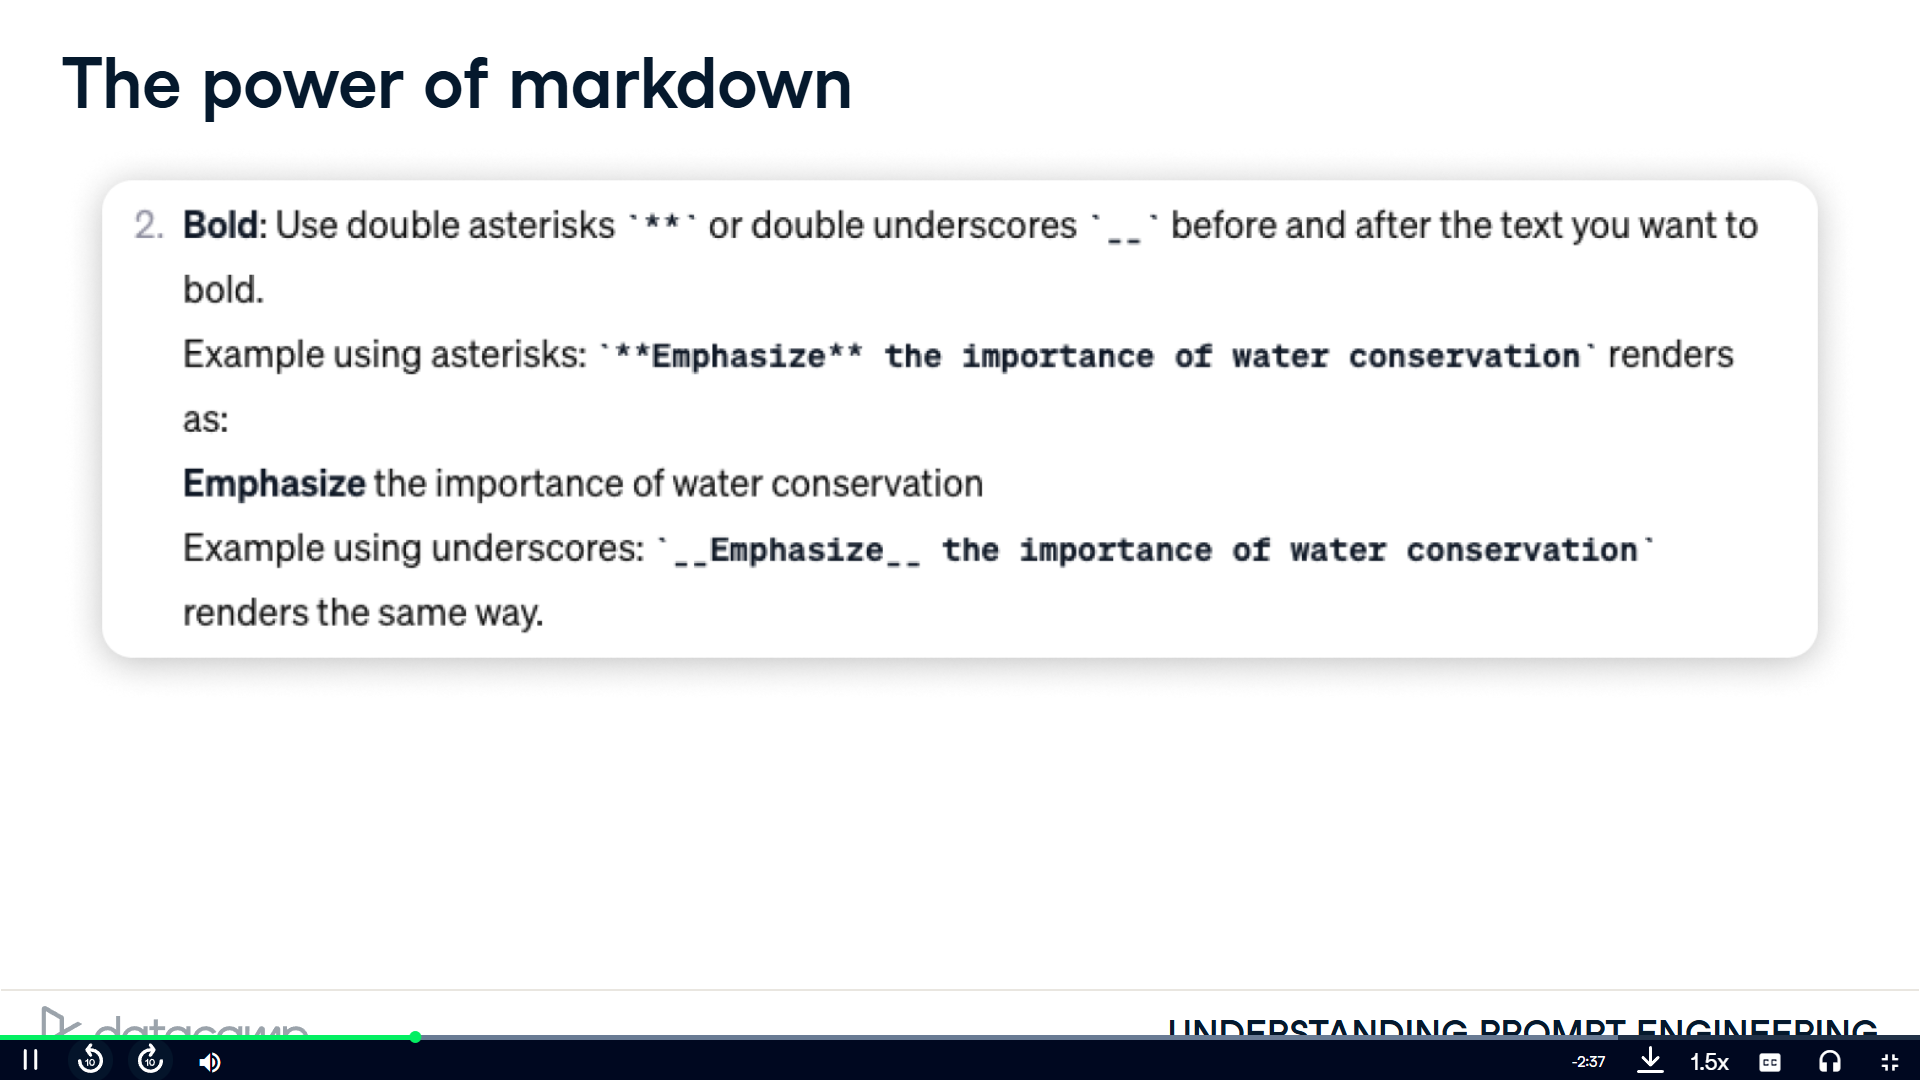 The power of markdown
2. Bold: Use double asterisks `**` or double underscores `__` before and after the text you want to
bold.
Example using asterisks: `**Emphasize** the importance of water conservation` renders
as:
Emphasize the importance of water conservation
Example using underscores: `__Emphasize__ the importance of water conservation`
renders the same way.
datacamp
UNDERSTANDING PROMPT ENGINEERING
10
10
-2:37
1.5x
CC